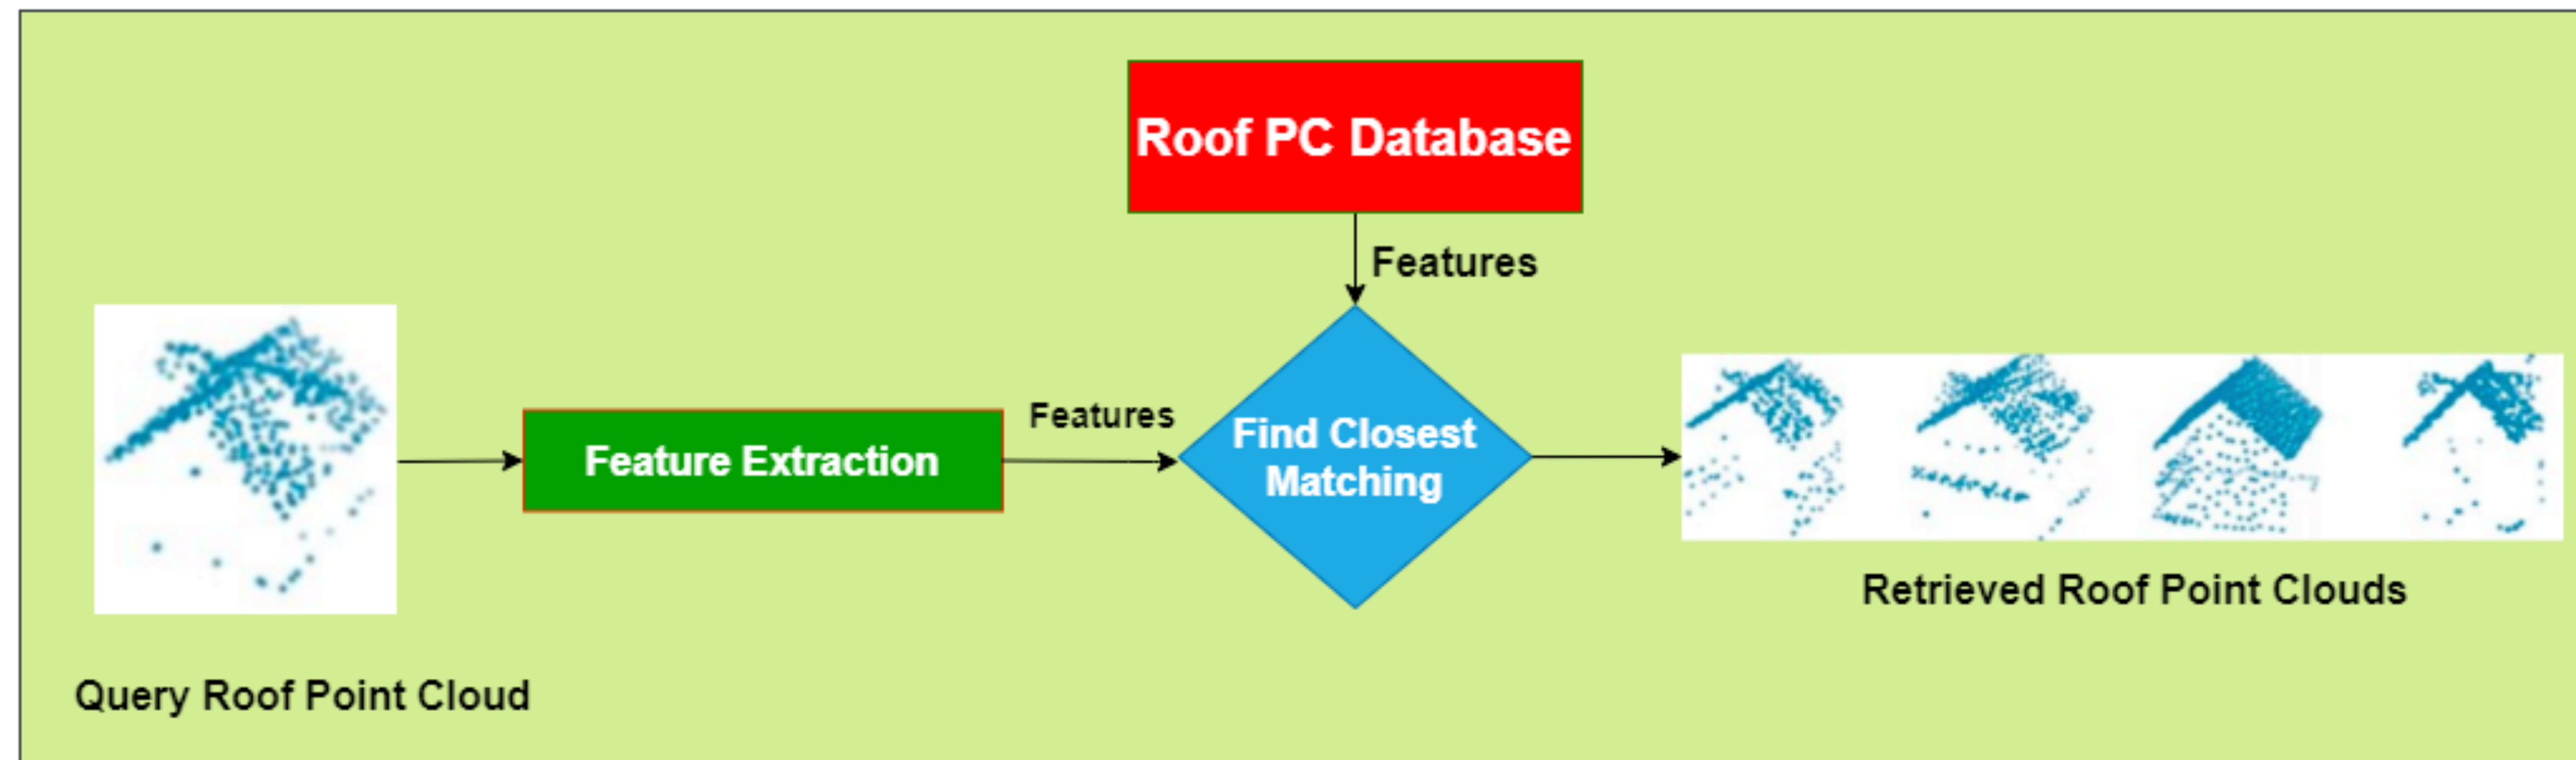 Roof PC Database
Features
Features
Feature Extraction
Find Closest
Matching
Retrieved Roof Point Clouds
Query Roof Point Cloud